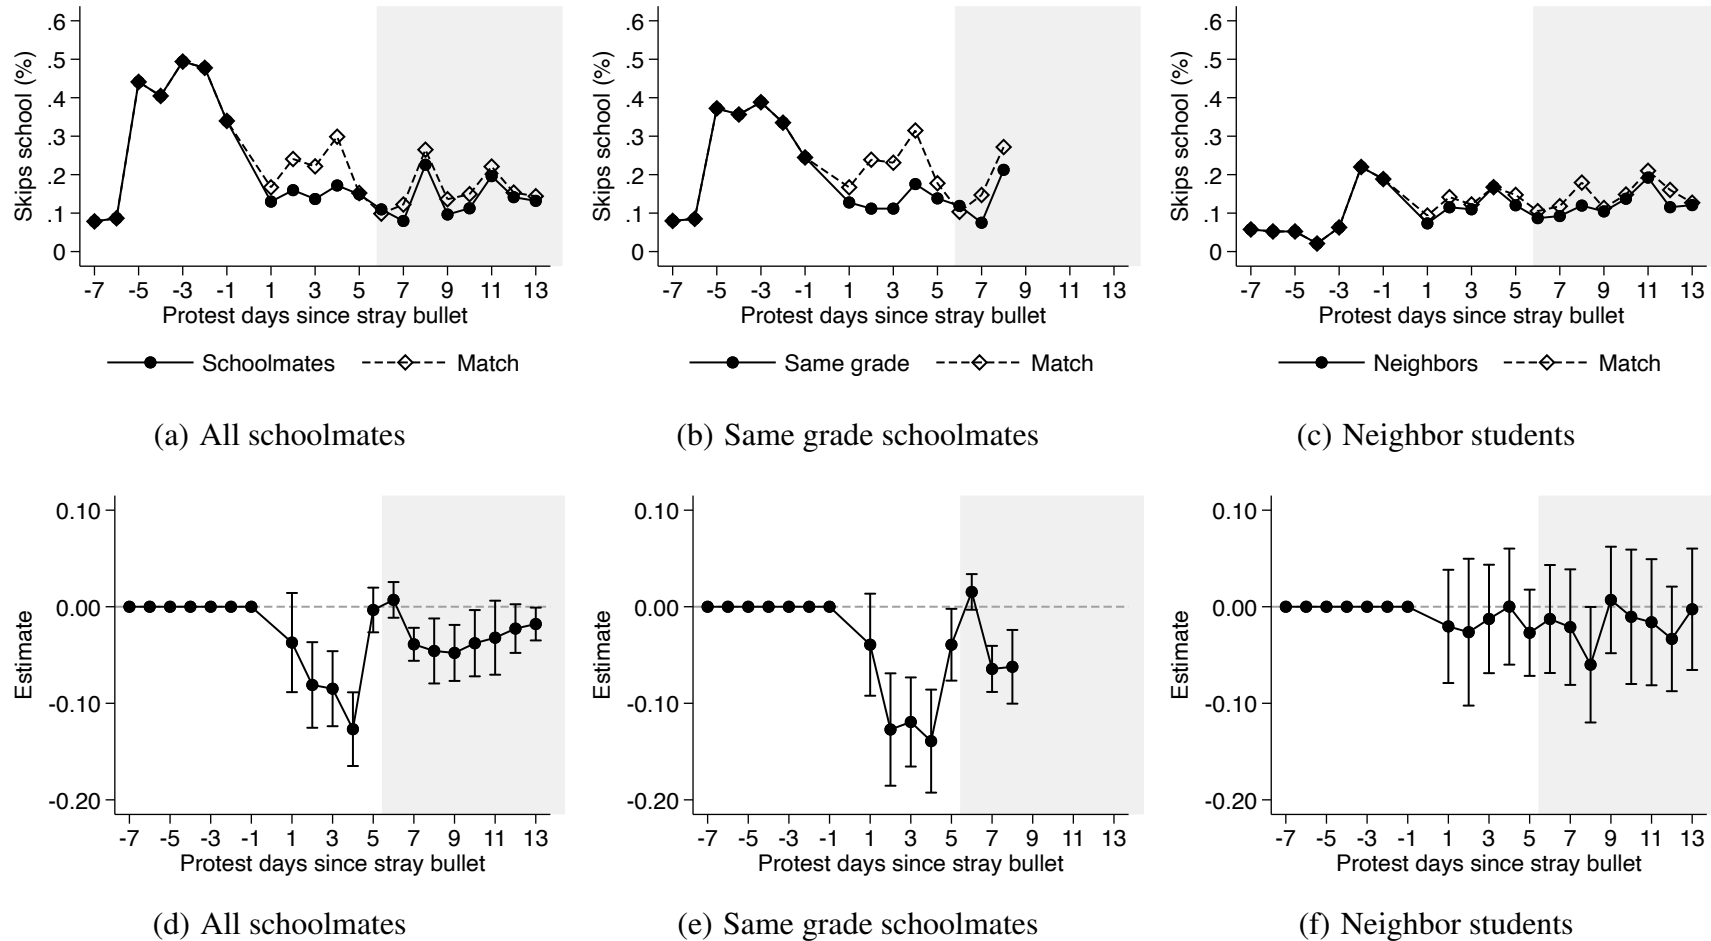 .6
.5
.4
.3
.2
.1
0
Skips school (%)
-7 -5 -3 -1 1 3 5 7 9 11 13
Protest days since stray bullet
Schoolmates Match
(a) All schoolmates
.6
.5
.4
.3
.2
.1
0
Skips school (%)
-7 -5 -3 -1 1 3 5 7 9 11 13
Protest days since stray bullet
Same grade Match
(b) Same grade schoolmates
.6
.5
.4
.3
.2
.1
0
Skips school (%)
-7 -5 -3 -1 1 3 5 7 9 11 13
Protest days since stray bullet
Neighbors Match
(c) Neighbor students
0.10
0.00
-0.10
-0.20
Estimate
-7 -5 -3 -1 1 3 5 7 9 11 13
Protest days since stray bullet
(d) All schoolmates
0.10
0.00
-0.10
-0.20
Estimate
-7 -5 -3 -1 1 3 5 7 9 11 13
Protest days since stray bullet
(e) Same grade schoolmates
0.10
0.00
-0.10
-0.20
Estimate
-7 -5 -3 -1 1 3 5 7 9 11 13
Protest days since stray bullet
(f) Neighbor students